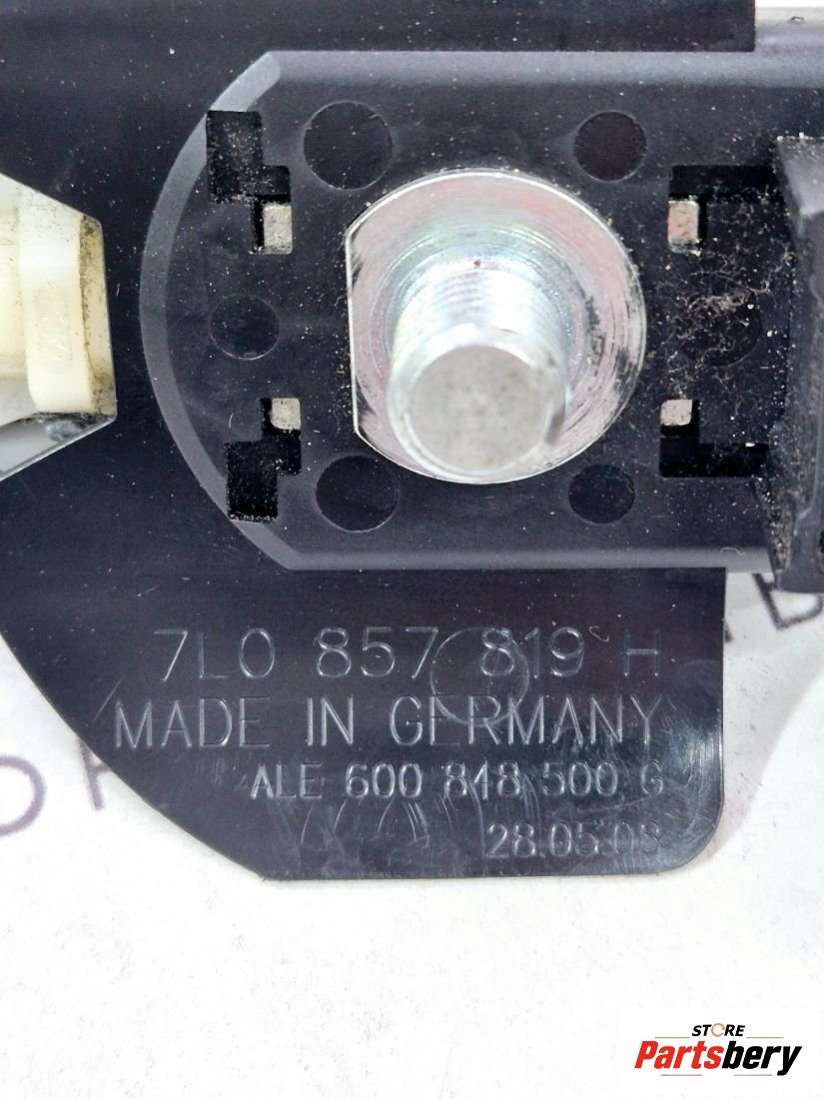 7L0 857 819 H
MADE IN GERMANY
ALE 600 848 500 G
28.05.08
STORE
Partsbery